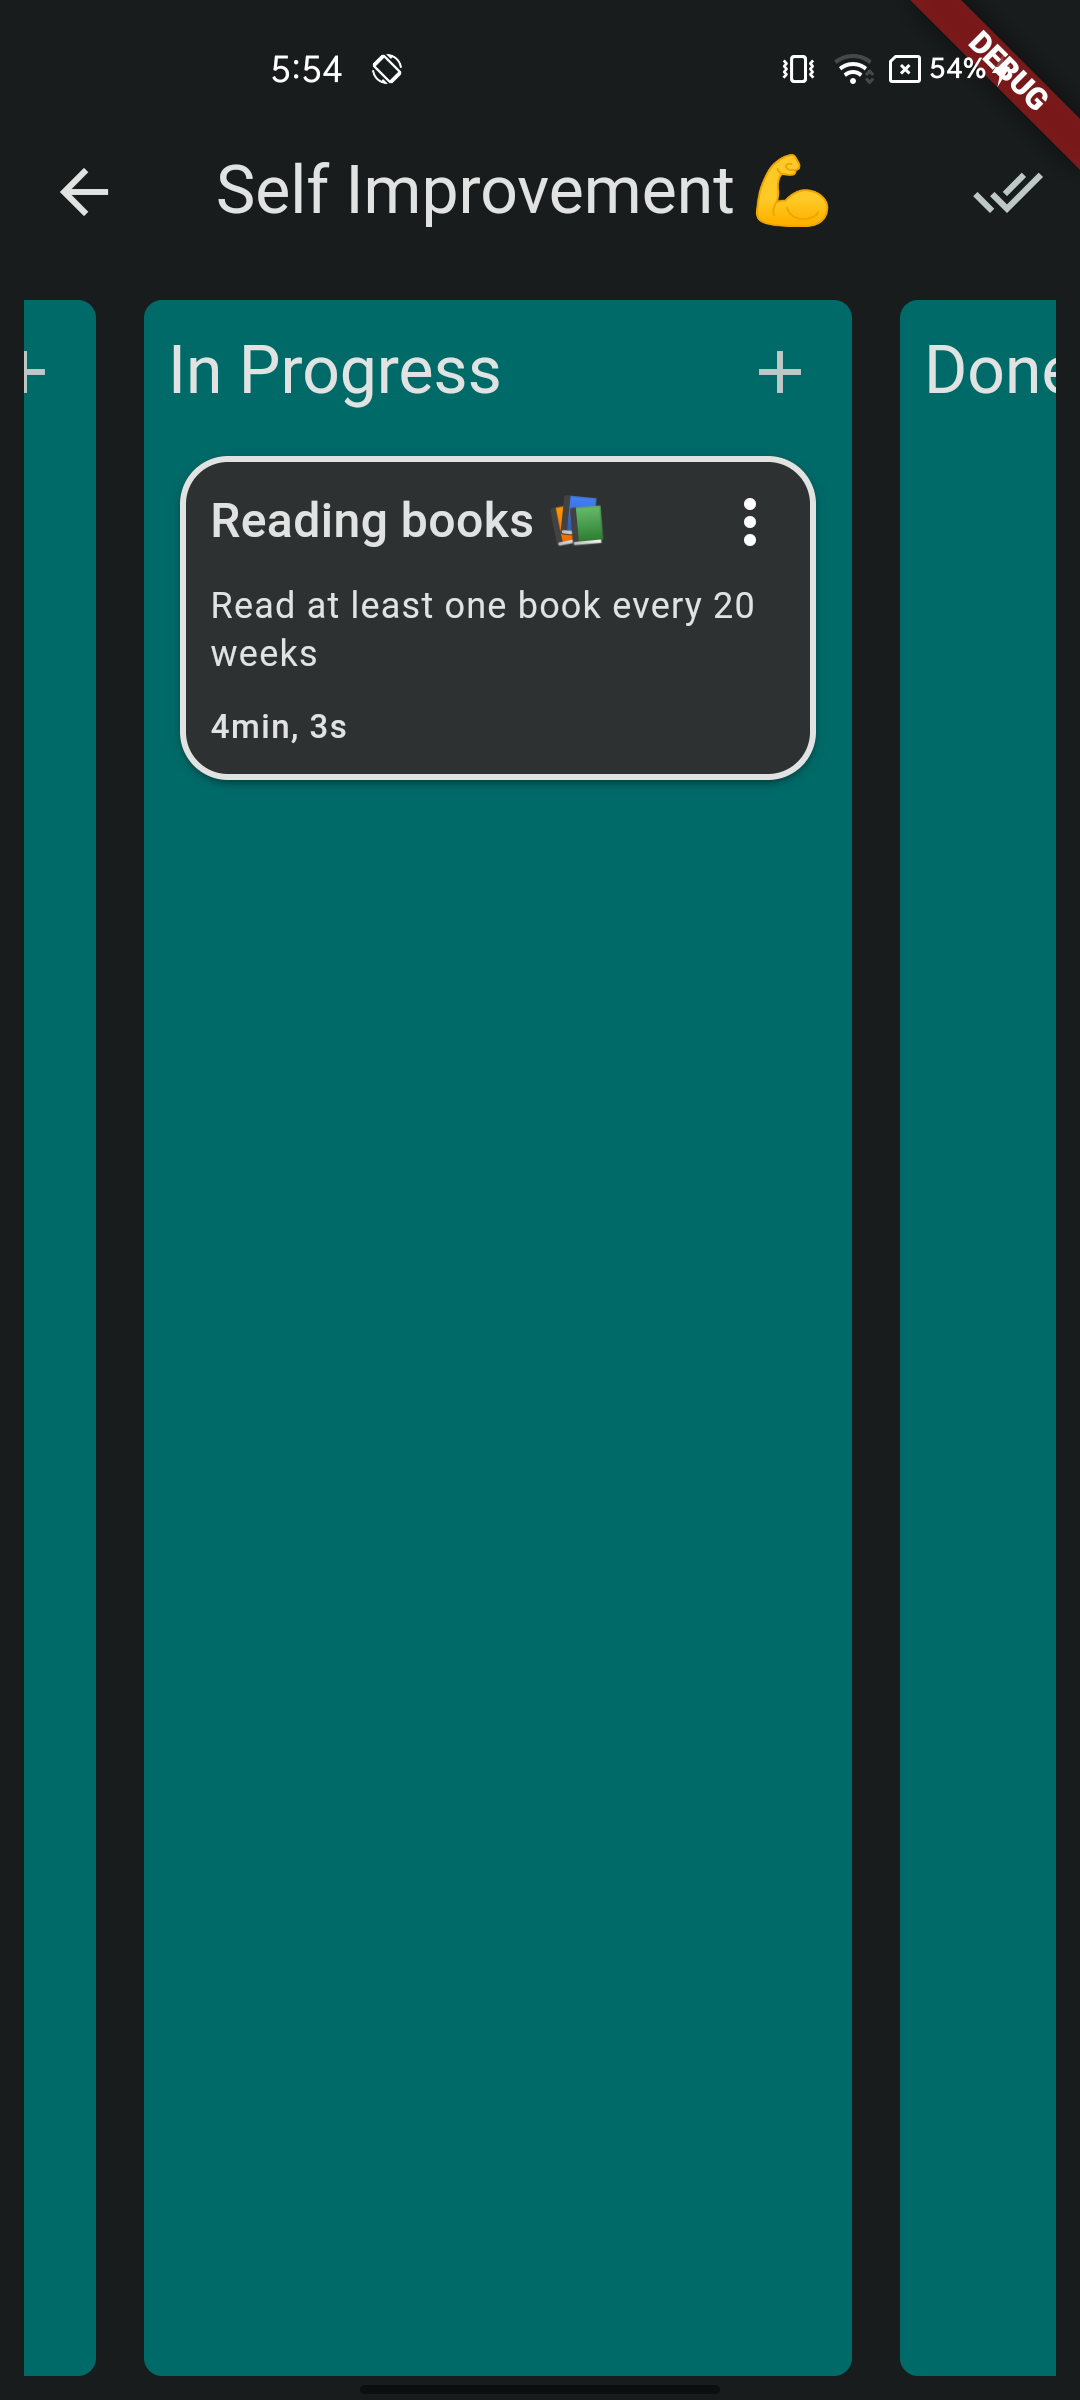 5:54
54%
DEBUG
Self Improvement 💪
In Progress
Done
Reading books 📚
Read at least one book every 20
weeks
4min, 3s